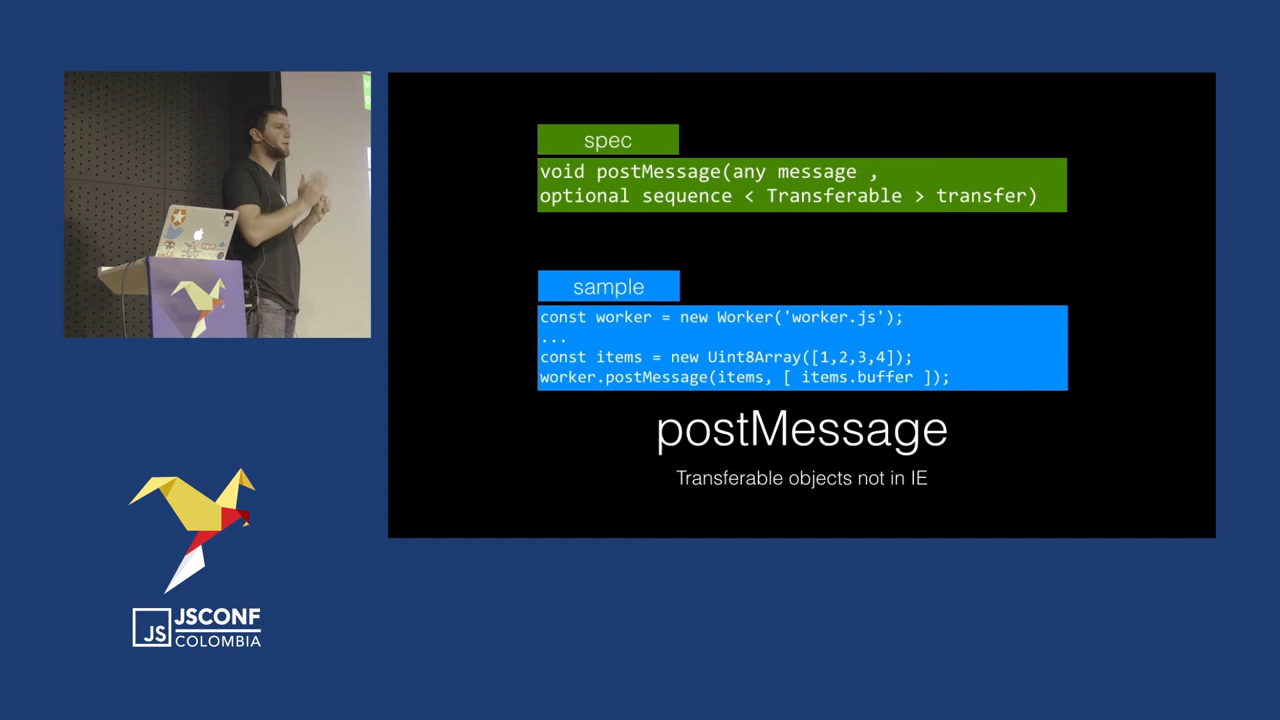 spec
void postMessage(any message ,
optional sequence < Transferable > transfer)
sample
const worker = new Worker('worker.js');
...
const items = new Uint8Array([1,2,3,4]);
worker.postMessage(items, [ items.buffer ]);
postMessage
Transferable objects not in IE
JS
JSCONF
COLOMBIA